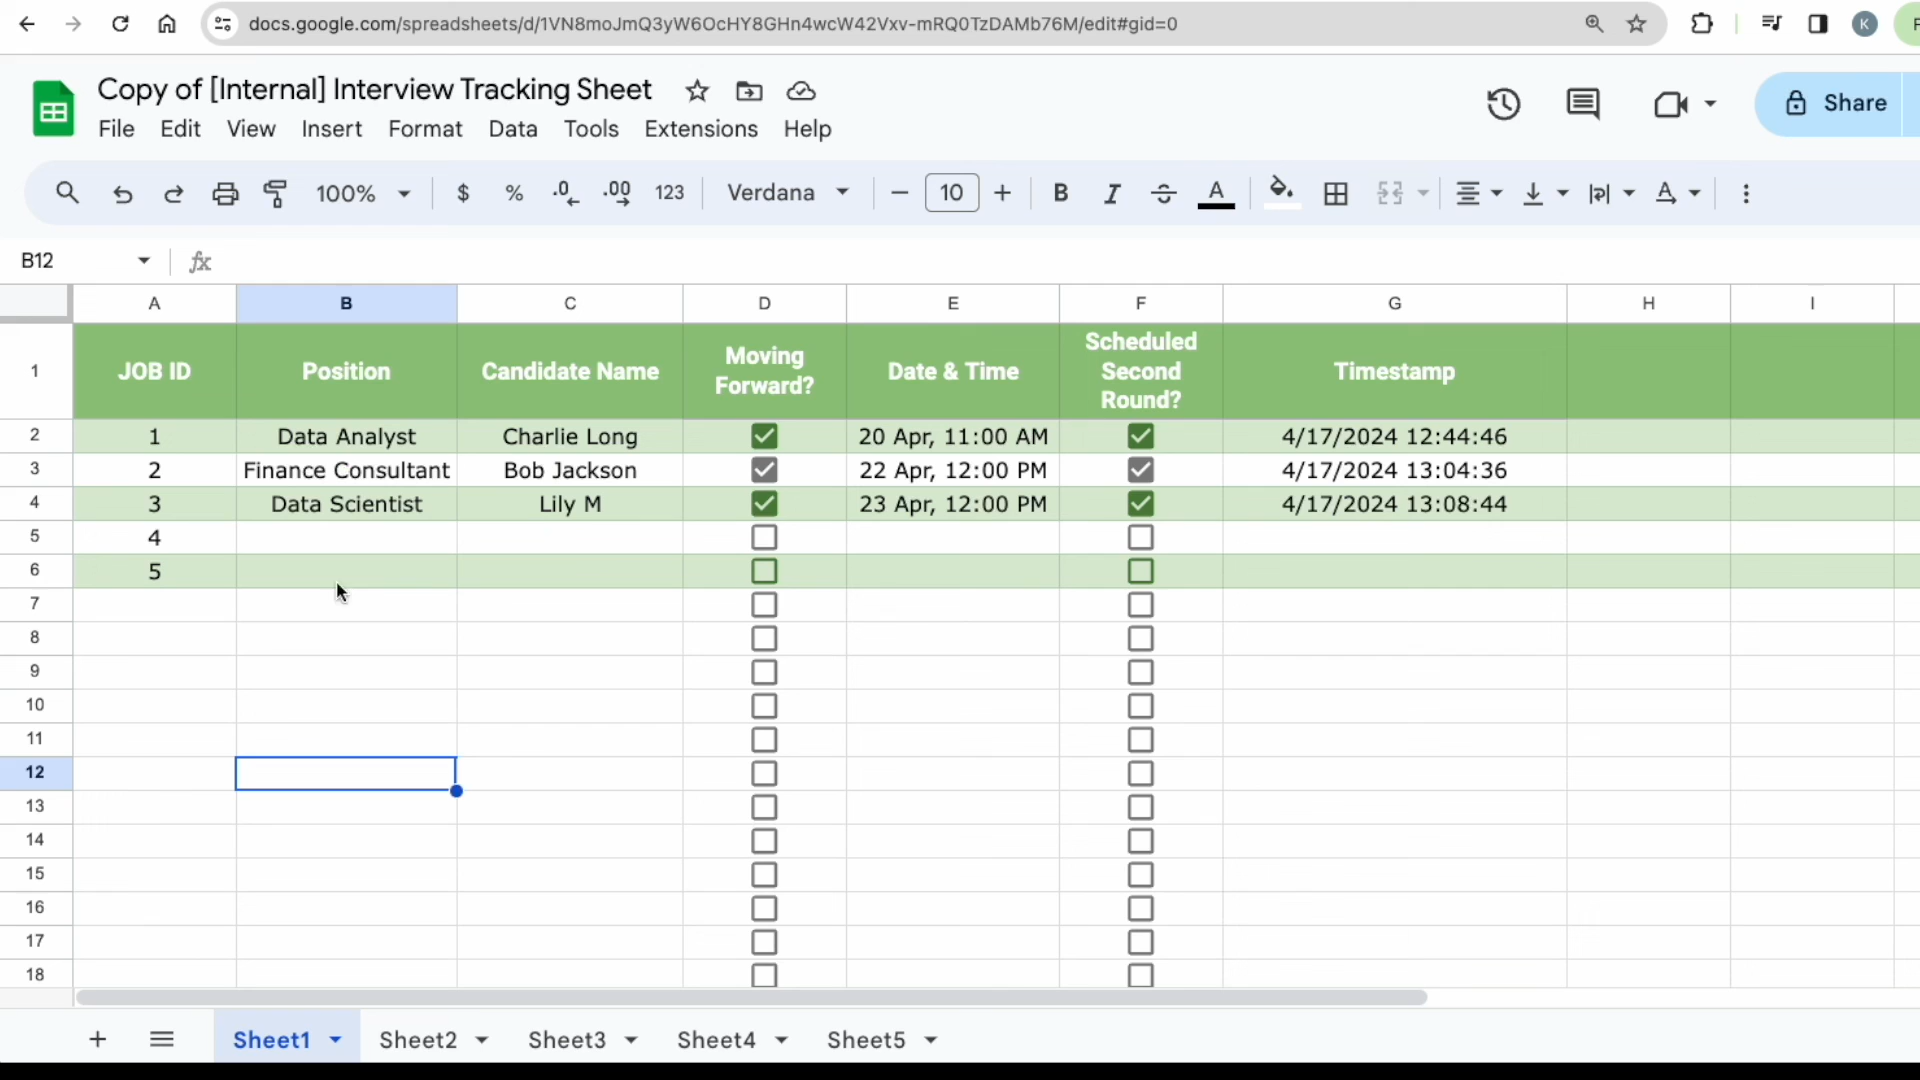 docs.google.com/spreadsheets/d/1VN8moJmQ3yW6OcHY8GHn4wcW42Vxv-mRQ0TzDAMb76M/edit#gid=0
K
F
Copy of [Internal] Interview Tracking Sheet
File Edit View Insert Format Data Tools Extensions Help
Share
100% $ % .0 .00 123 Verdana 10 B I S A A
B12 fx
A B C D E F G H I
1 JOB ID Position Candidate Name Moving Forward? Date & Time Scheduled Second Round? Timestamp
2 1 Data Analyst Charlie Long 20 Apr, 11:00 AM 4/17/2024 12:44:46
3 2 Finance Consultant Bob Jackson 22 Apr, 12:00 PM 4/17/2024 13:04:36
4 3 Data Scientist Lily M 23 Apr, 12:00 PM 4/17/2024 13:08:44
5 4
6 5
7
8
9
10
11
12
13
14
15
16
17
18
Sheet1 Sheet2 Sheet3 Sheet4 Sheet5